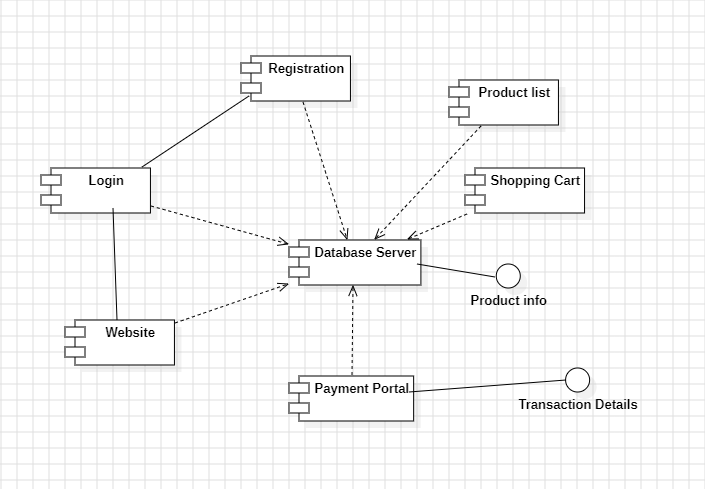 Registration
Product list
Login
Shopping Cart
Database Server
Product info
Website
Payment Portal
Transaction Details